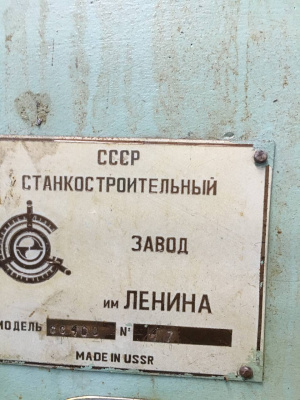 СССР
СТАНКОСТРОИТЕЛЬНЫЙ
ЗАВОД
им ЛЕНИНА
МОДЕЛЬ № 
MADE IN USSR